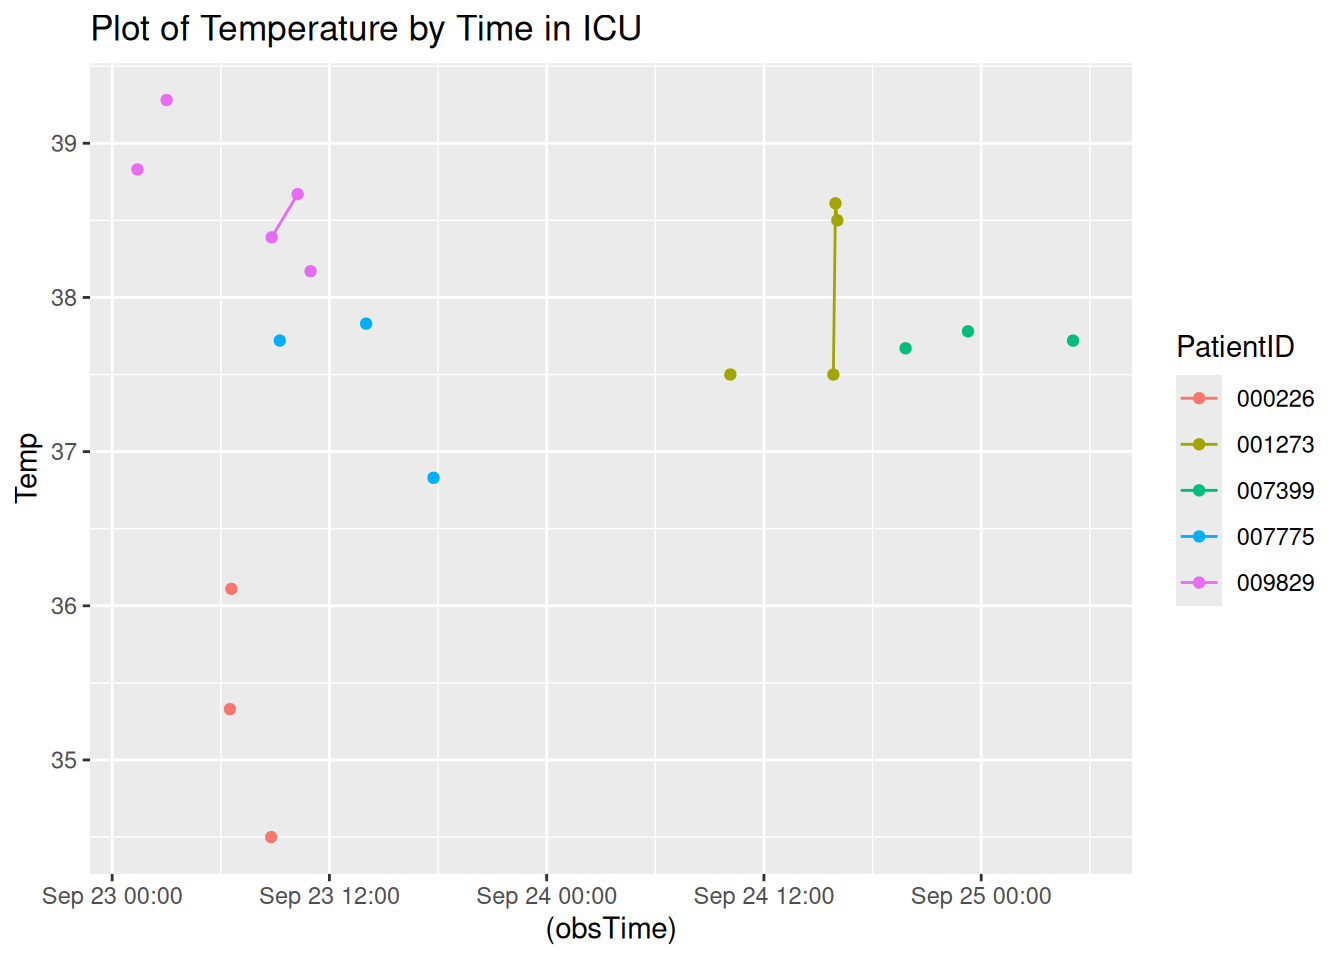 Plot of Temperature by Time in ICU
39
38
37
36
35
Temp
Sep 23 00:00 Sep 23 12:00 Sep 24 00:00 Sep 24 12:00 Sep 25 00:00
(obsTime)
PatientID
000226
001273
007399
007775
009829